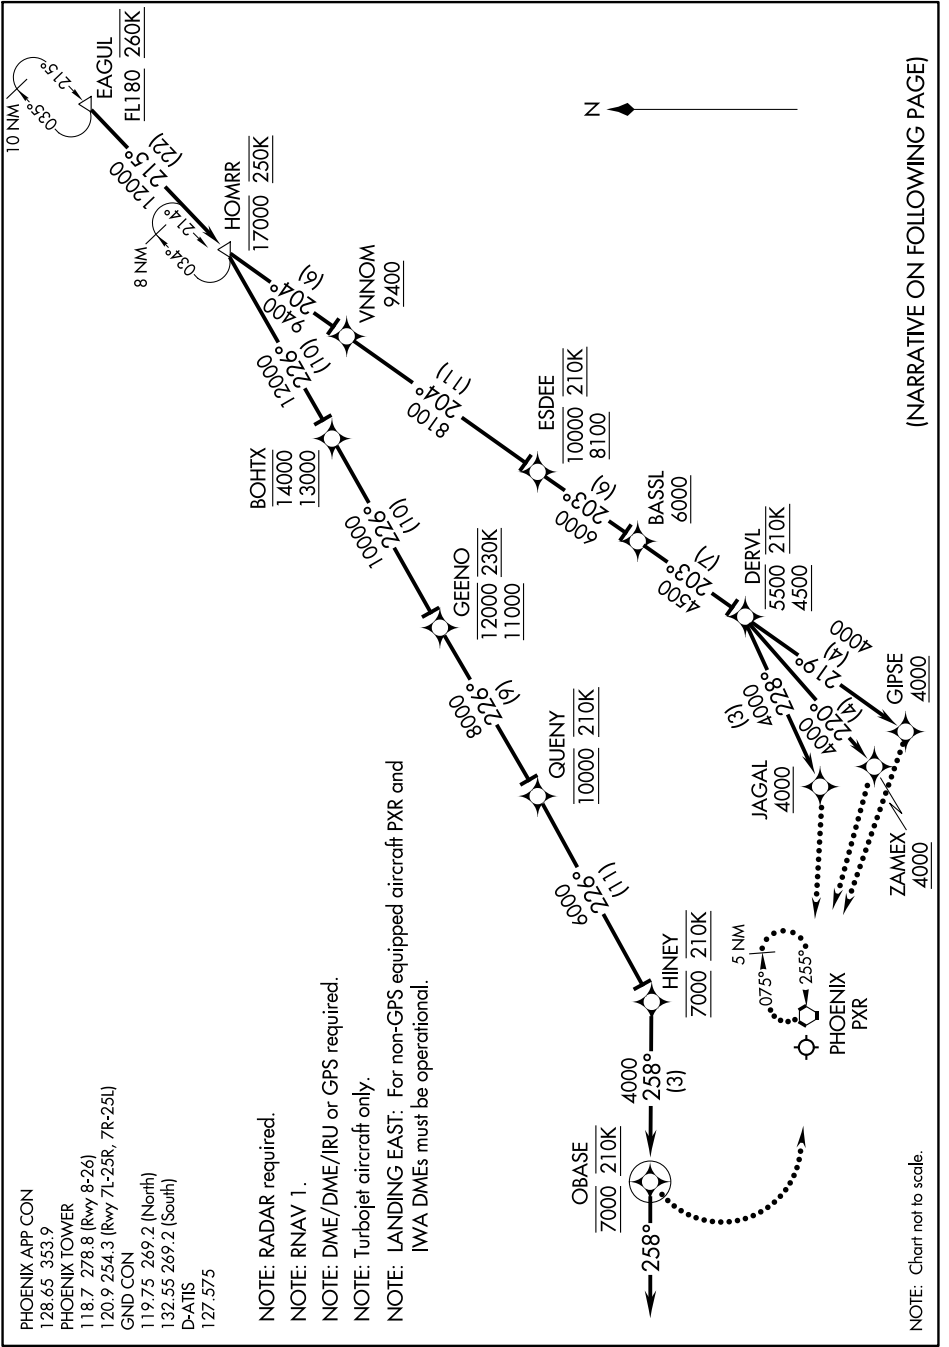 PHOENIX APP CON
128.65 353.9
PHOENIX TOWER
118.7 278.8 (Rwy 8-26)
120.9 254.3 (Rwy 7L-25R, 7R-25L)
GND CON
119.75 269.2 (North)
132.55 269.2 (South)
D-ATIS
127.575
NOTE: RADAR required.
NOTE: RNAV 1.
NOTE: DME/DME/IRU or GPS required.
NOTE: Turbojet aircraft only.
NOTE: LANDING EAST: For non-GPS equipped aircraft PXR and
IWA DMEs must be operational.
10 NM
035°
215°
EAGUL
FL180 260K
12000
215°
(22)
8 NM
034°
214°
HOMRR
17000 250K
12000
226°
(10)
9400
204°
(6)
VNNOM
9400
BOHTX
14000
13000
8100
204°
(11)
10000
226°
(10)
ESDEE
10000 210K
8100
GEENO
12000 230K
11000
6000
203°
(6)
BASSL
6000
8000
226°
(9)
4500
203°
(7)
QUENY
10000 210K
DERVL
5500 210K
4500
6000
226°
(11)
(3)
4000
228°
4000
220°
(4)
219°
(4)
4000
JAGAL
4000
ZAMEX
4000
GIPSE
4000
HINEY
7000 210K
4000
258°
(3)
OBASE
7000 210K
258°
5 NM
075°
255°
PHOENIX
PXR
N
(NARRATIVE ON FOLLOWING PAGE)
NOTE: Chart not to scale.